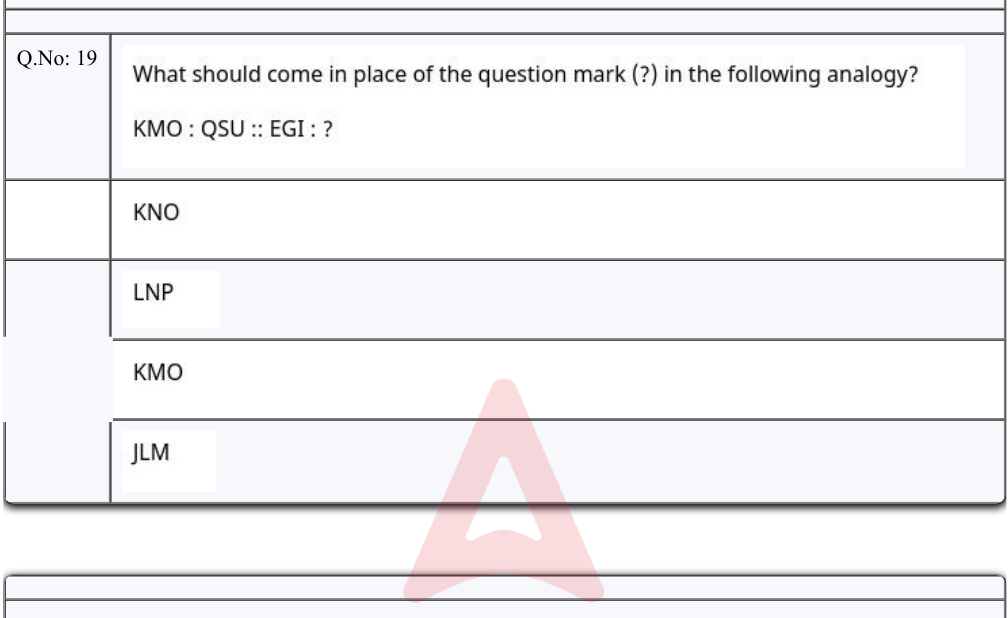 Q.No: 19
What should come in place of the question mark (?) in the following analogy?
KMO : QSU :: EGI : ?
KNO
LNP
KMO
JLM